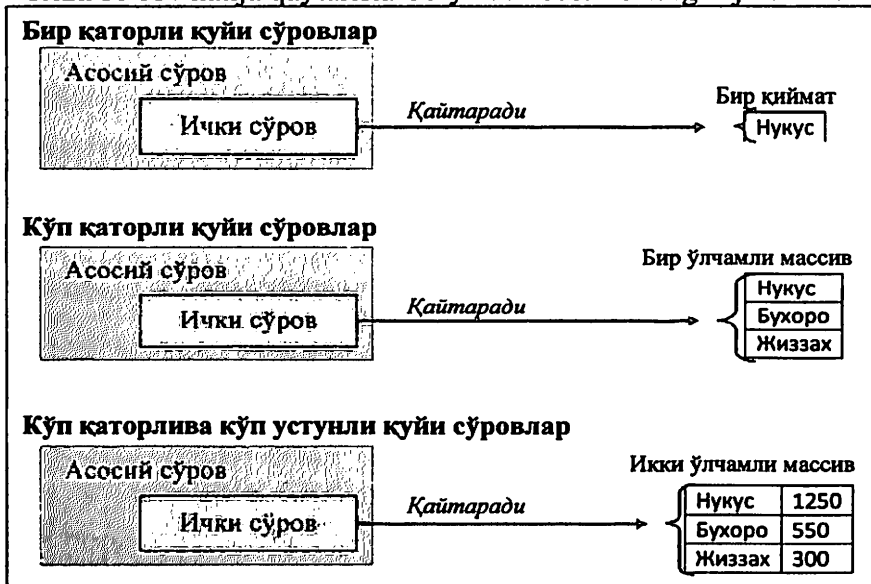 Бир қаторли қуйи сўровлар
Асосий сўров
Ички сўров
Қайтаради
Бир қиймат
Нукус
Кўп қаторли қуйи сўровлар
Асосий сўров
Ички сўров
Қайтаради
Бир ўлчамли массив
Нукус
Бухоро
Жиззах
Кўп қаторлива кўп устунли қуйи сўровлар
Асосий сўров
Ички сўров
Қайтаради
Икки ўлчамли массив
Нукус 1250
Бухоро 550
Жиззах 300